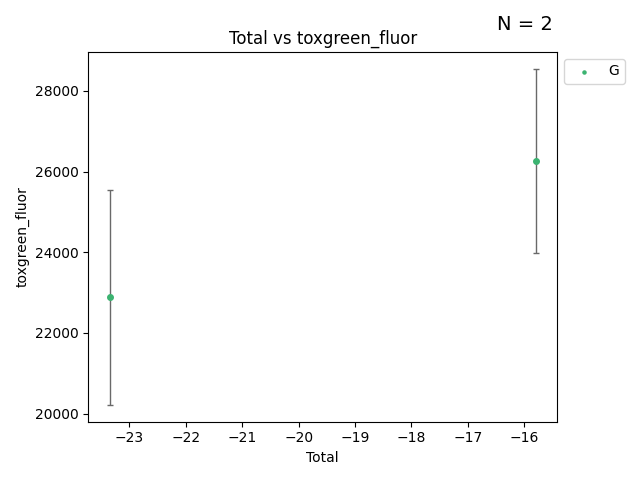 N = 2
Total vs toxgreen_fluor
G
28000
26000
24000
22000
20000
toxgreen_fluor
−23 −22 −21 −20 −19 −18 −17 −16
Total